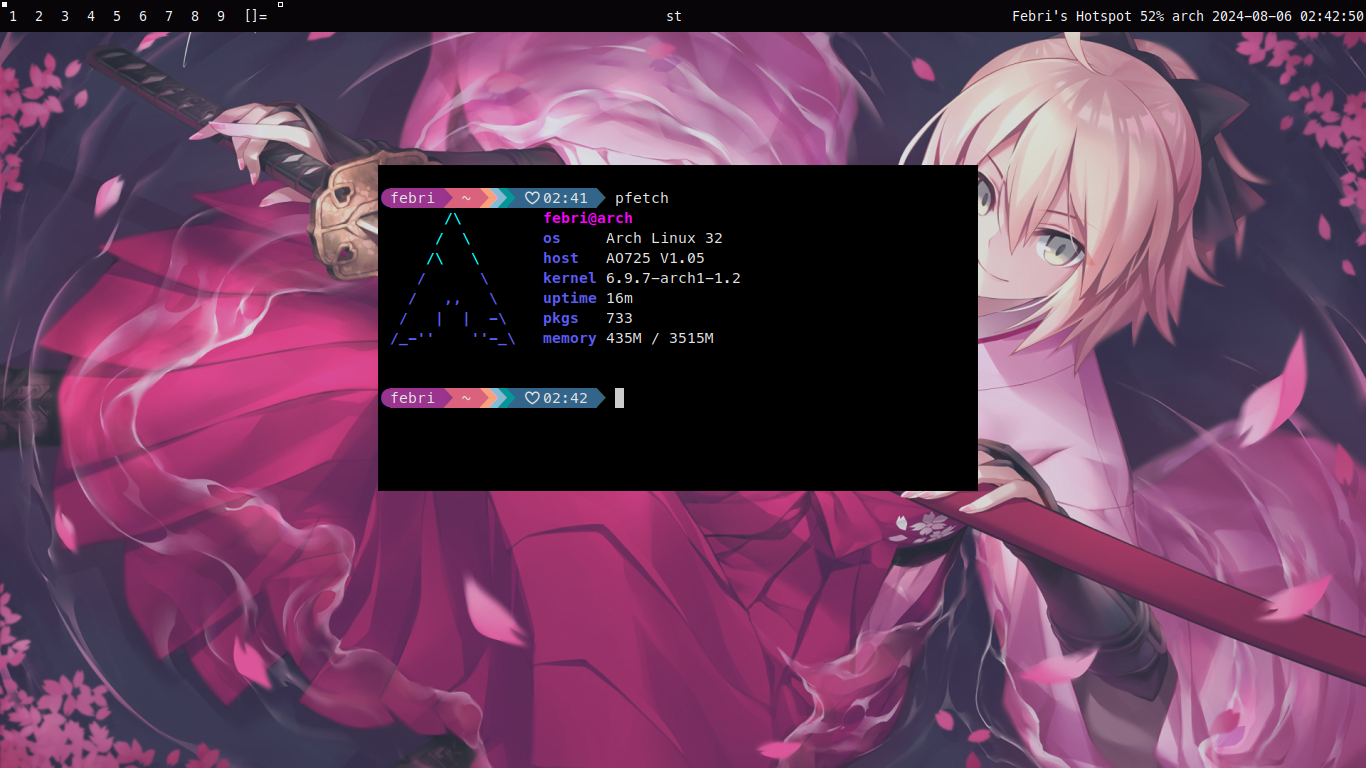 1 2 3 4 5 6 7 8 9 []= st Febri's Hotspot 52% arch 2024-08-06 02:42:50
febri ~ ♡02:41 pfetch
/\ febri@arch
/ \ os Arch Linux 32
/\ \ host AO725 V1.05
/ \ kernel 6.9.7-arch1-1.2
/ ,, \ uptime 16m
/ | | -\ pkgs 733
/_-'' ''-_\ memory 435M / 3515M
febri ~ ♡02:42